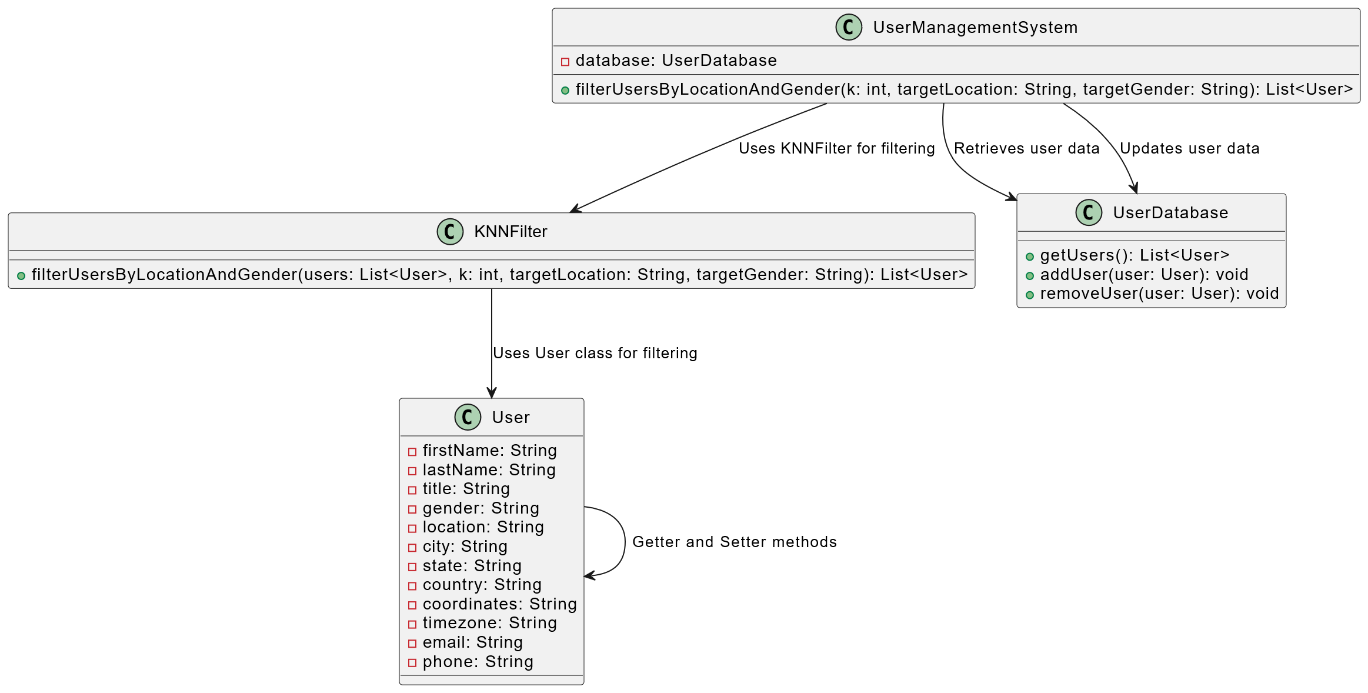 C UserManagementSystem
database: UserDatabase
filterUsersByLocationAndGender(k: int, targetLocation: String, targetGender: String): List<User>
Uses KNNFilter for filtering
Retrieves user data
Updates user data
C KNNFilter
filterUsersByLocationAndGender(users: List<User>, k: int, targetLocation: String, targetGender: String): List<User>
C UserDatabase
getUsers(): List<User>
addUser(user: User): void
removeUser(user: User): void
Uses User class for filtering
C User
firstName: String
lastName: String
title: String
gender: String
location: String
city: String
state: String
country: String
coordinates: String
timezone: String
email: String
phone: String
Getter and Setter methods